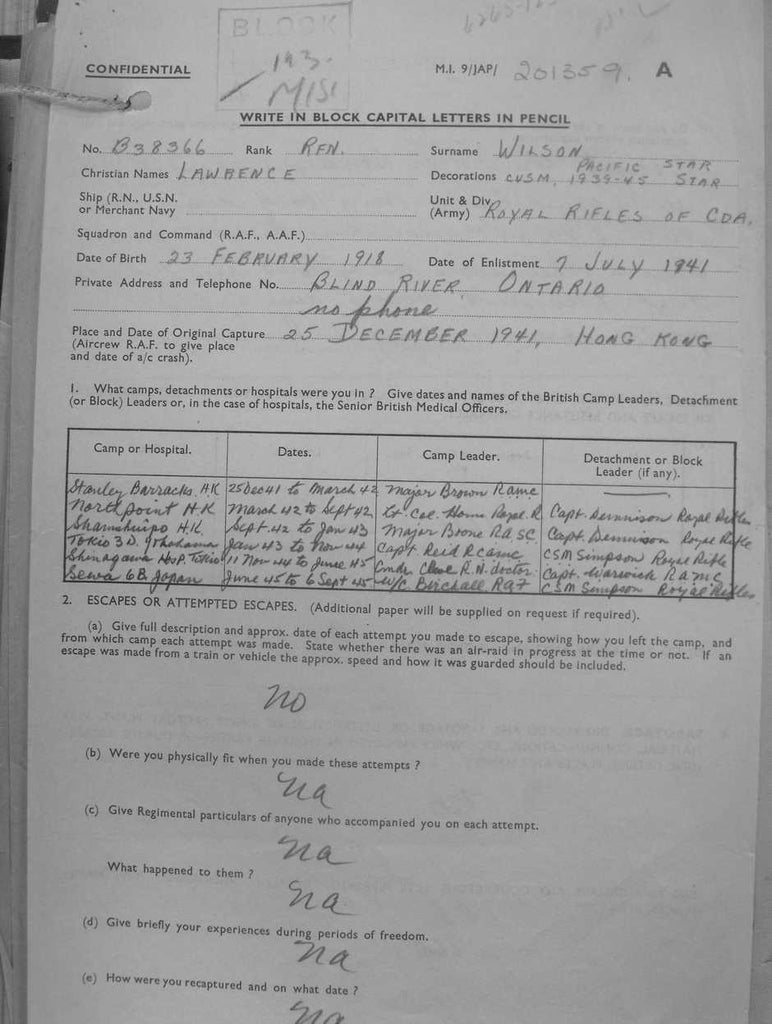 BLOCK
193.
MISI
CONFIDENTIAL
M.I. 9/JAP/ 201359. A
WRITE IN BLOCK CAPITAL LETTERS IN PENCIL
No. B38366 Rank RFN. Surname WILSON
Christian Names LAWRENCE Decorations CVSM, 1939-45 STAR PACIFIC STAR
Ship (R.N., U.S.N.
or Merchant Navy
Unit & Div.
(Army) ROYAL RIFLES OF CDA.
Squadron and Command (R.A.F., A.A.F.)
Date of Birth 23 FEBRUARY 1918 Date of Enlistment 7 JULY 1941
Private Address and Telephone No. BLIND RIVER, ONTARIO
no phone
Place and Date of Original Capture 25 DECEMBER 1941, HONG KONG
(Aircrew R.A.F. to give place
and date of a/c crash).
1. What camps, detachments or hospitals were you in ? Give dates and names of the British Camp Leaders, Detachment
(or Block) Leaders or, in the case of hospitals, the Senior British Medical Officers.
Camp or Hospital. Dates. Camp Leader. Detachment or Block
Leader (if any).
Stanley Barracks HK 25Dec41 to March 42 Major Brown Ramc
North point H.K March 42 to Sept 42 Lt Col. Home Royal R Capt. Dennison Royal Rifles
Shamshuipo H.K Sept. 42 to Jan 43 Major Boone RASC Capt. Dennison Royal Rifle
Tokio 3D. Yokohama Jan 43 to Nov 44 Capt Reid Rcamc CSM Simpson Royal Rifle
Shinagawa Hosp. Tokio 11 Nov 44 to June 45 Cmdr R.N. doctor Capt. Warwick Ramc
6B. Japan June 45 to 6 Sept 45 W/C Birchall RAF CSM Simpson Royal Rifles
2. ESCAPES OR ATTEMPTED ESCAPES. (Additional paper will be supplied on request if required).
(a) Give full description and approx. date of each attempt you made to escape, showing how you left the camp, and
from which camp each attempt was made. State whether there was an air-raid in progress at the time or not. If an
escape was made from a train or vehicle the approx. speed and how it was guarded should be included.
no
(b) Were you physically fit when you made these attempts ?
na
(c) Give Regimental particulars of anyone who accompanied you on each attempt.
na
What happened to them ?
na
(d) Give briefly your experiences during periods of freedom.
na
(e) How were you recaptured and on what date ?
na